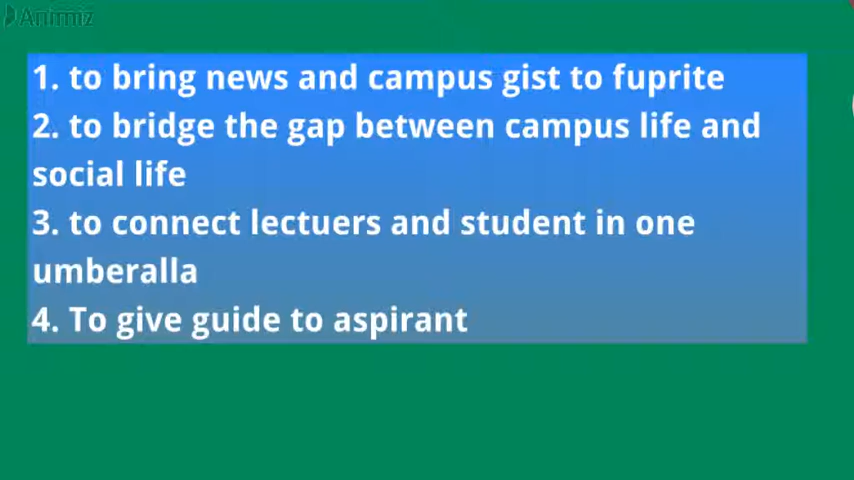 Animiz
1. to bring news and campus gist to fuprite
2. to bridge the gap between campus life and
social life
3. to connect lectuers and student in one
umberalla
4. To give guide to aspirant